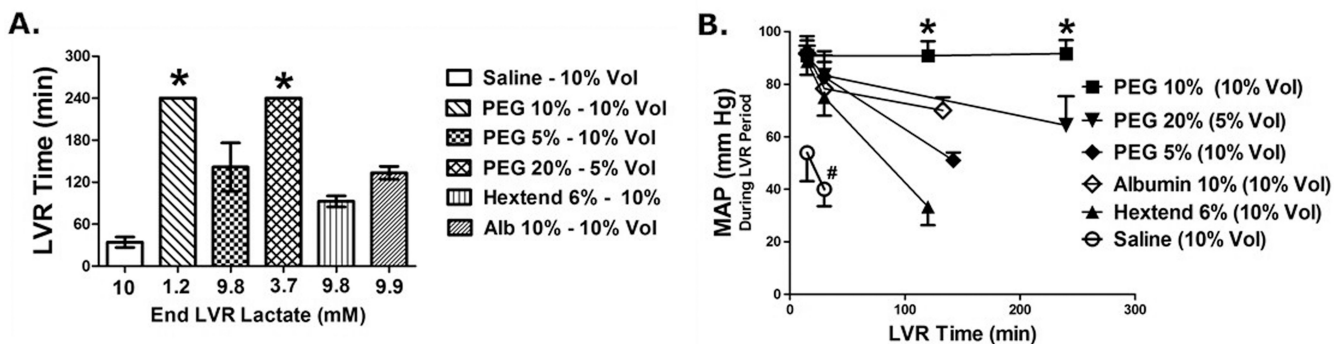 A.
LVR Time (min)
300
240
180
120
60
0
*
*
10
1.2
9.8
3.7
9.8
9.9
End LVR Lactate (mM)
Saline - 10% Vol
PEG 10% - 10% Vol
PEG 5% - 10% Vol
PEG 20% - 5% Vol
Hextend 6% - 10%
Alb 10% - 10% Vol
B.
MAP (mm Hg)
During LVR Period
100
80
60
40
20
0
*
*
#
0
100
200
300
LVR Time (min)
PEG 10% (10% Vol)
PEG 20% (5% Vol)
PEG 5% (10% Vol)
Albumin 10% (10% Vol)
Hextend 6% (10% Vol)
Saline (10% Vol)